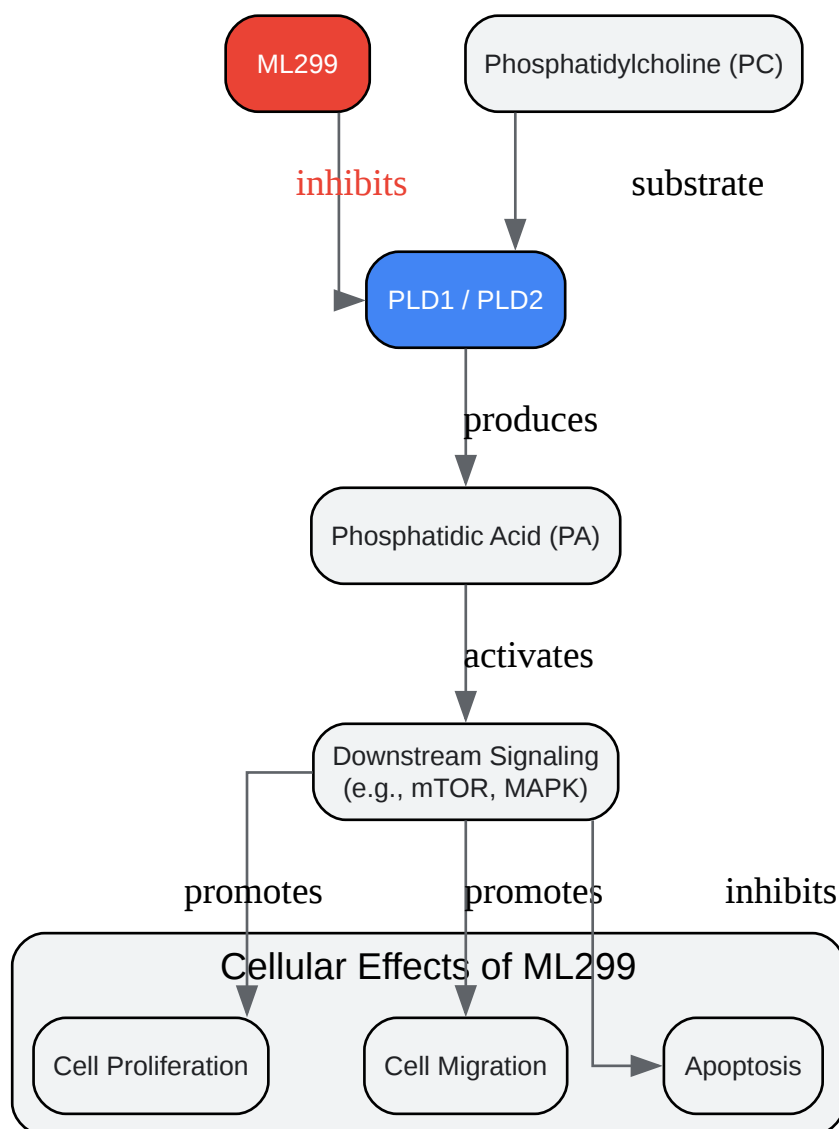 ML299
Phosphatidylcholine (PC)
inhibits
substrate
PLD1 / PLD2
produces
Phosphatidic Acid (PA)
activates
Downstream Signaling
(e.g., mTOR, MAPK)
promotes
promotes
inhibits
Cellular Effects of ML299
Cell Proliferation
Cell Migration
Apoptosis